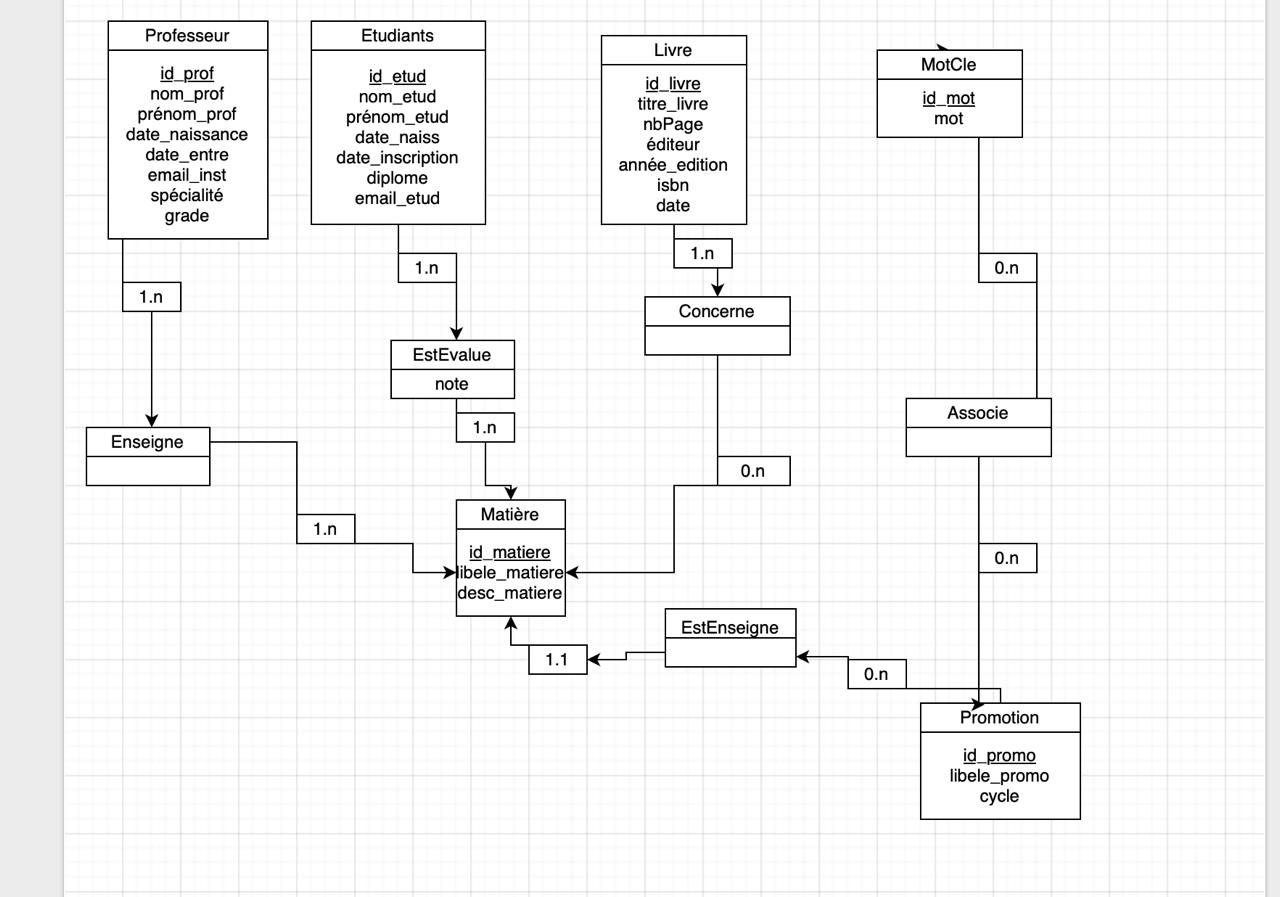 Professeur
id_prof
nom_prof
prénom_prof
date_naissance
date_entre
email_inst
spécialité
grade
Etudiants
id_etud
nom_etud
prénom_etud
date_naiss
date_inscription
diplome
email_etud
Livre
id_livre
titre_livre
nbPage
éditeur
année_edition
isbn
date
MotCle
id_mot
mot
1.n
1.n
1.n
0.n
Concerne
EstEvalue
note
Associe
1.n
Enseigne
0.n
1.n
Matière
id_matiere
libele_matiere
desc_matiere
0.n
EstEnseigne
1.1
0.n
Promotion
id_promo
libele_promo
cycle